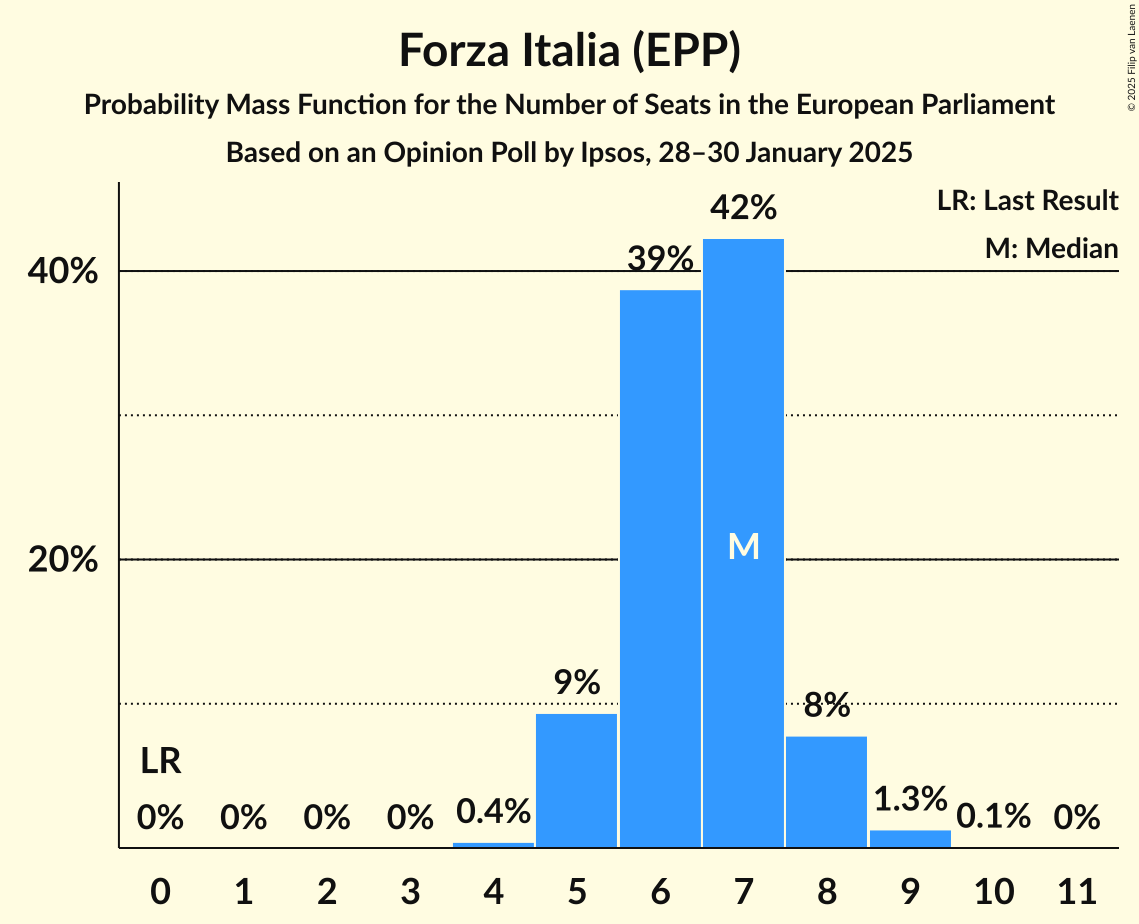 Forza Italia (EPP)
Probability Mass Function for the Number of Seats in the European Parliament
Based on an Opinion Poll by Ipsos, 28–30 January 2025
© 2025 Filip van Laenen
LR: Last Result
M: Median
40%
20%
LR
0%
0%
0%
0%
0.4%
9%
39%
42%
M
8%
1.3%
0.1%
0%
0 1 2 3 4 5 6 7 8 9 10 11